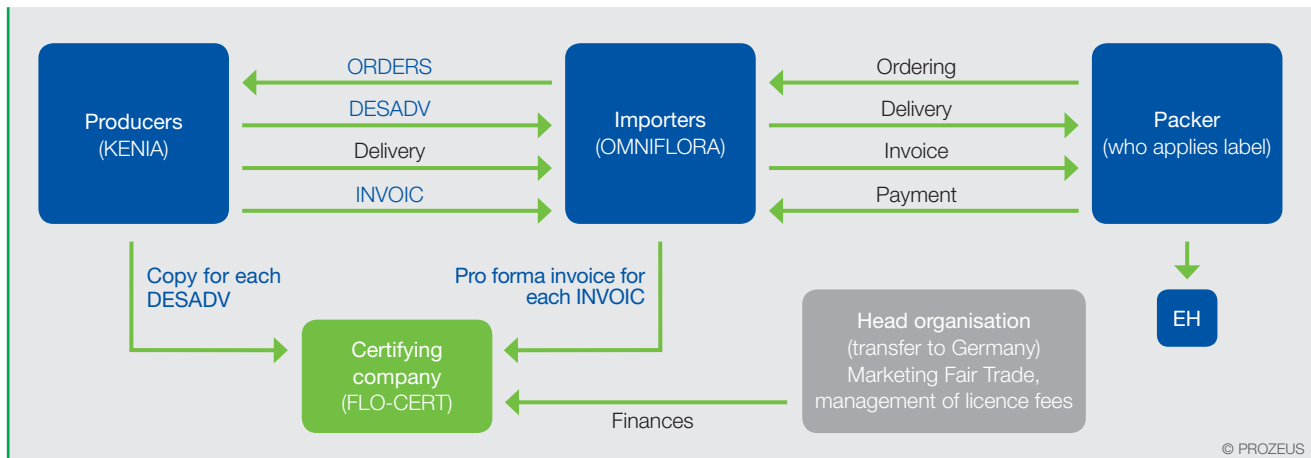 Producers
(KENIA)
ORDERS
DESADV
Delivery
INVOIC
Importers
(OMNIFLORA)
Ordering
Delivery
Invoice
Payment
Packer
(who applies label)
Copy for each
DESADV
Pro forma invoice for
each INVOIC
Certifying
company
(FLO-CERT)
Finances
Head organisation
(transfer to Germany)
Marketing Fair Trade,
management of licence fees
EH
© PROZEUS